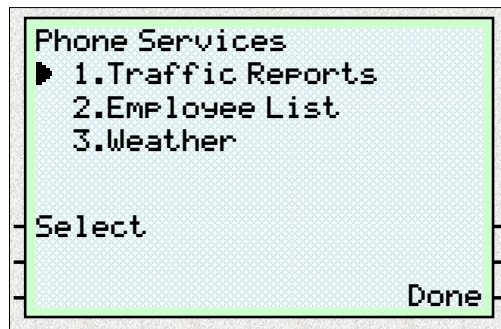 Phone Services
1.Traffic Reports
2.Employee List
3.Weather
Select
Done